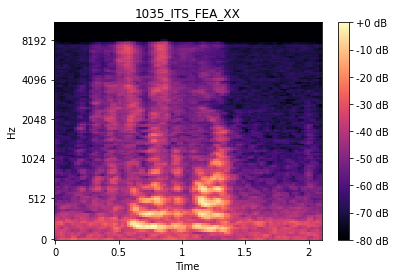 1035_ITS_FEA_XX
+0 dB
8192
-10 dB
4096
-20 dB
-30 dB
2048
Hz
-40 dB
1024
-50 dB
512
-60 dB
-70 dB
0
-80 dB
0
0.5
1
1.5
2
Time